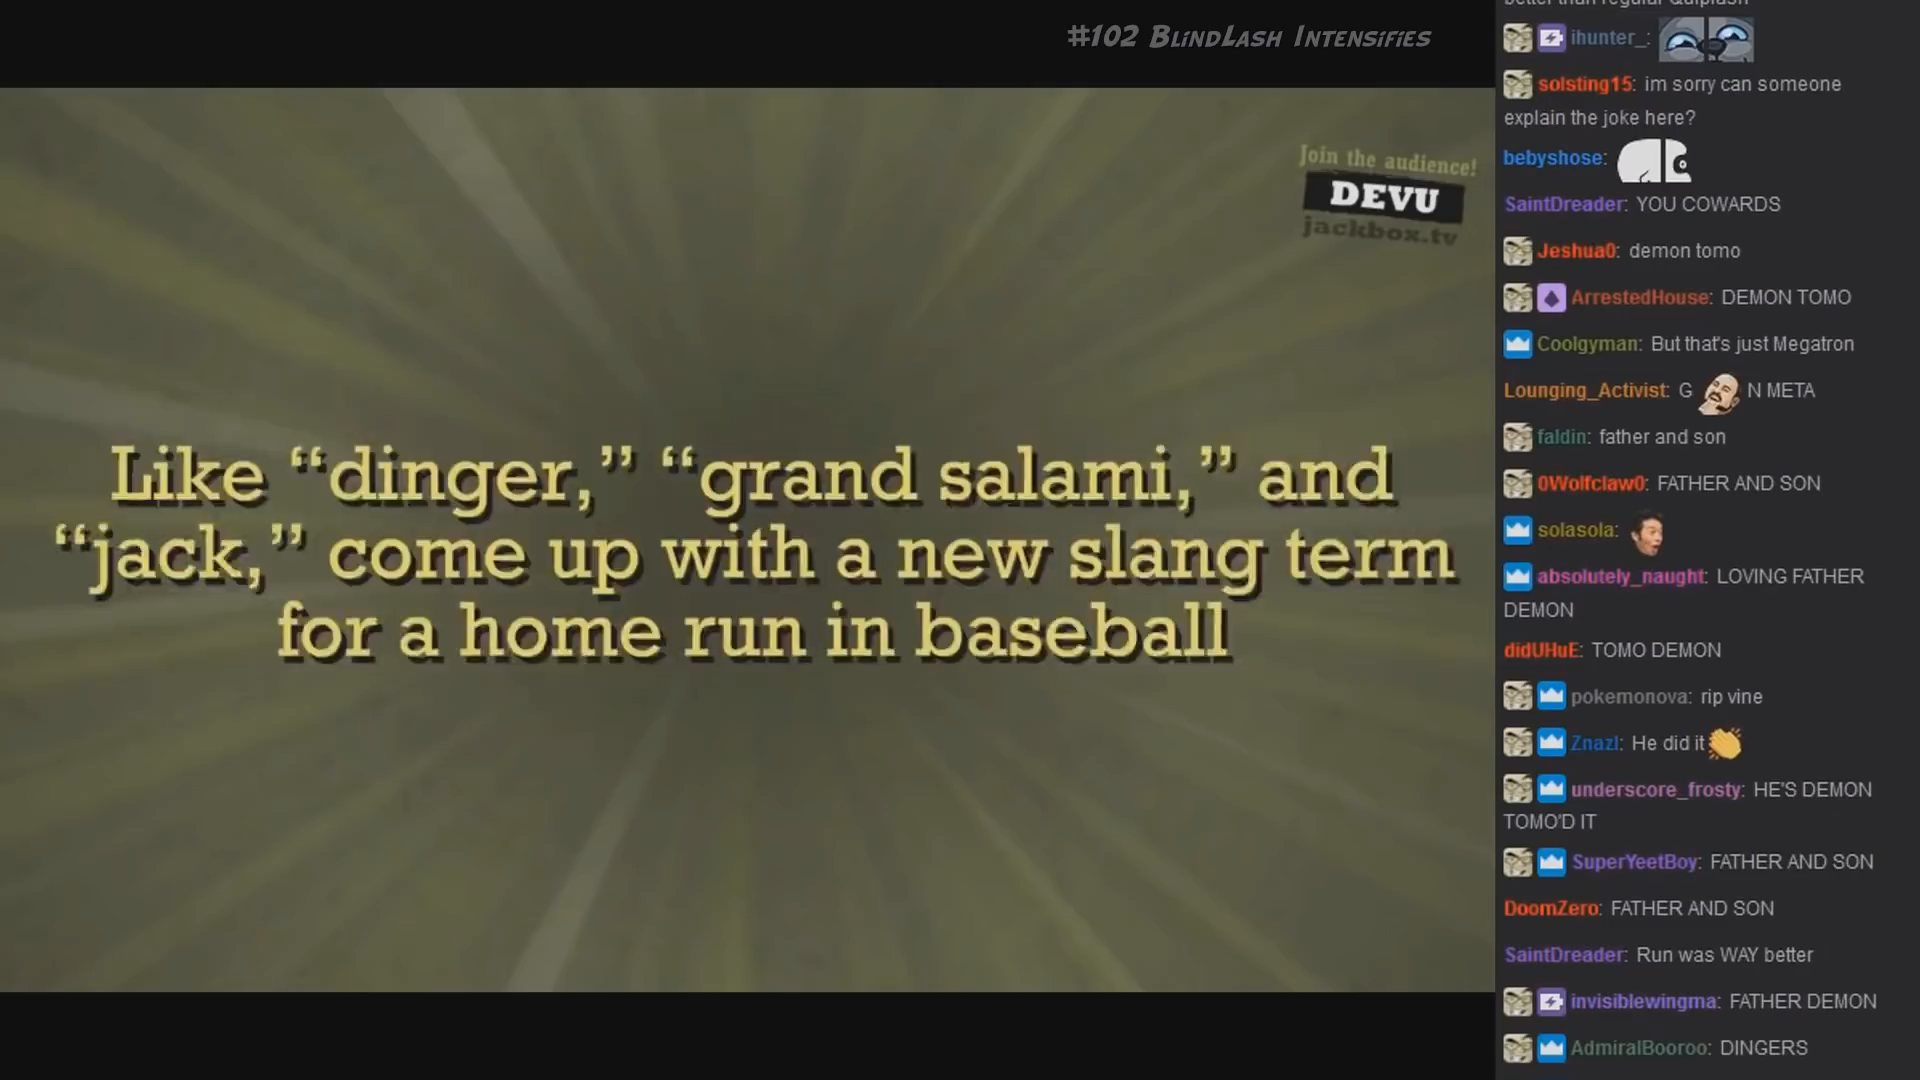 #102 BlindLash Intensifies
Join the audience!
DEVU
jackbox.tv
Like “dinger,” “grand salami,” and
“jack,” come up with a new slang term
for a home run in baseball
better than regular Quiplash
ihunter_:
solsting15: im sorry can someone
explain the joke here?
bebyshose:
SaintDreader: YOU COWARDS
Jeshua0: demon tomo
ArrestedHouse: DEMON TOMO
Coolgyman: But that's just Megatron
Lounging_Activist: G N META
faldin: father and son
0Wolfclaw0: FATHER AND SON
solasola:
absolutely_naught: LOVING FATHER
DEMON
didUHuE: TOMO DEMON
pokemonova: rip vine
Znazl: He did it
underscore_frosty: HE'S DEMON
TOMO'D IT
SuperYeetBoy: FATHER AND SON
DoomZero: FATHER AND SON
SaintDreader: Run was WAY better
invisiblewingma: FATHER DEMON
AdmiralBooroo: DINGERS